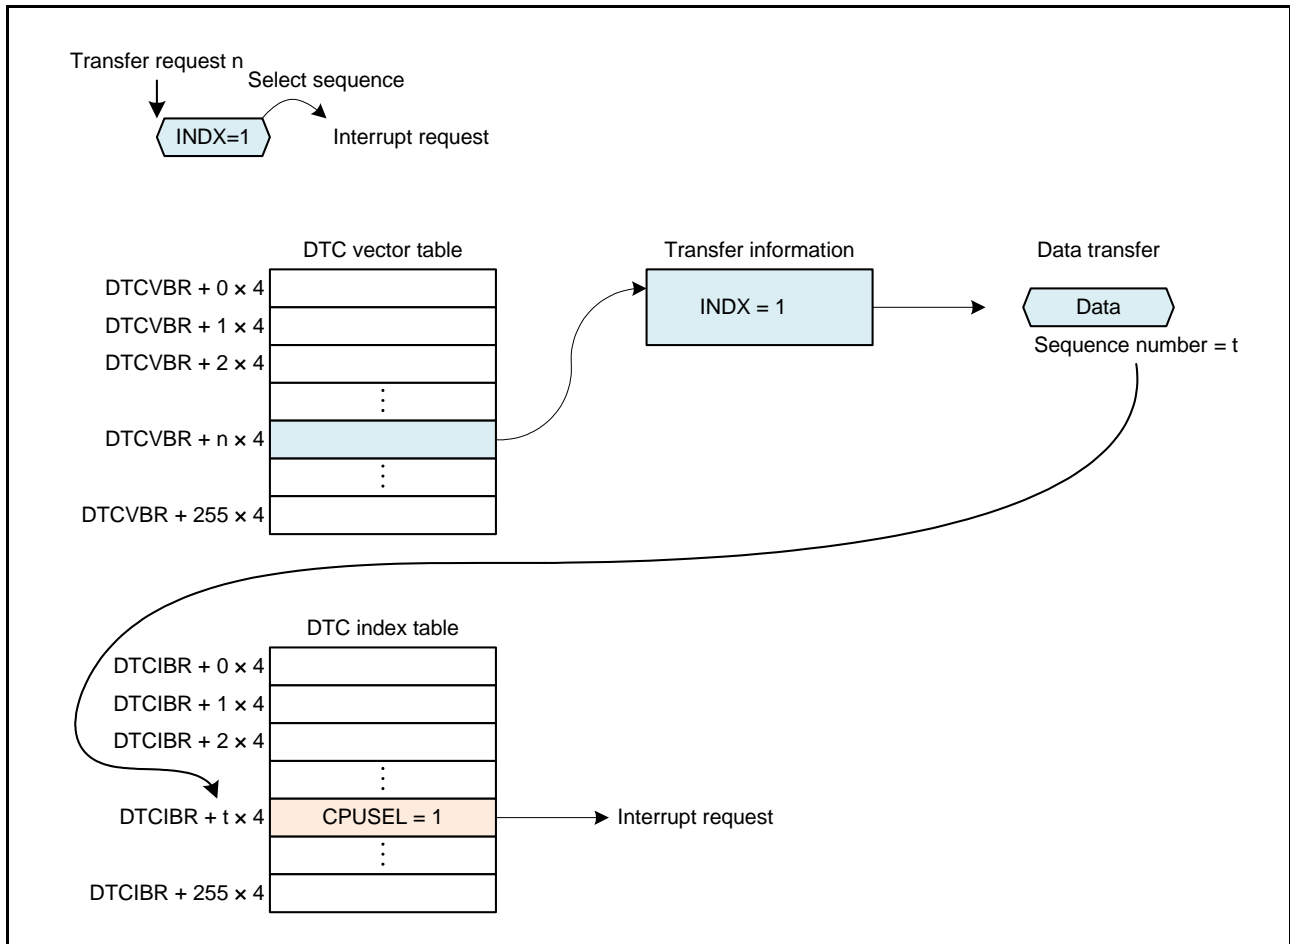 Transfer request n
Select sequence
INDX=1
Interrupt request
DTC vector table
Transfer information
Data transfer
DTCVBR + 0 × 4
DTCVBR + 1 × 4
DTCVBR + 2 × 4
⋮
DTCVBR + n × 4
⋮
DTCVBR + 255 × 4
INDX = 1
Data
Sequence number = t
DTC index table
DTCIBR + 0 × 4
DTCIBR + 1 × 4
DTCIBR + 2 × 4
⋮
DTCIBR + t × 4
CPUSEL = 1
Interrupt request
⋮
DTCIBR + 255 × 4